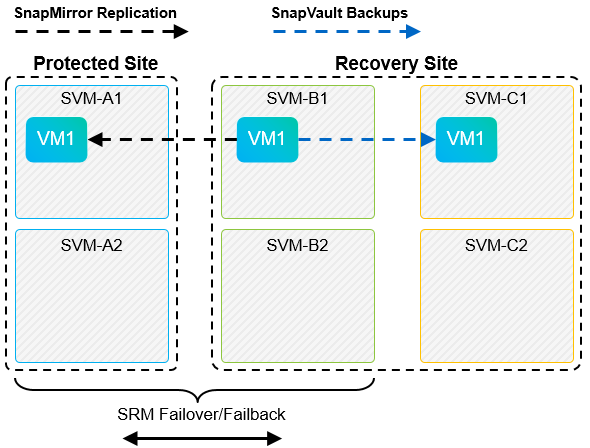 SnapMirror Replication
SnapVault Backups
Protected Site
Recovery Site
SVM-A1
SVM-B1
SVM-C1
VM1
VM1
VM1
SVM-A2
SVM-B2
SVM-C2
SRM Failover/Failback